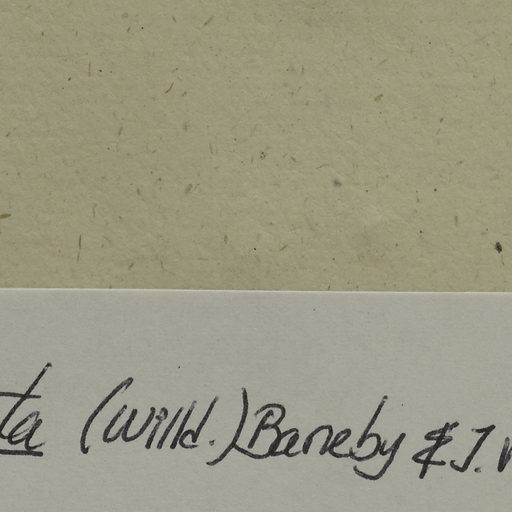 ta (Willd.) Barneby & J.